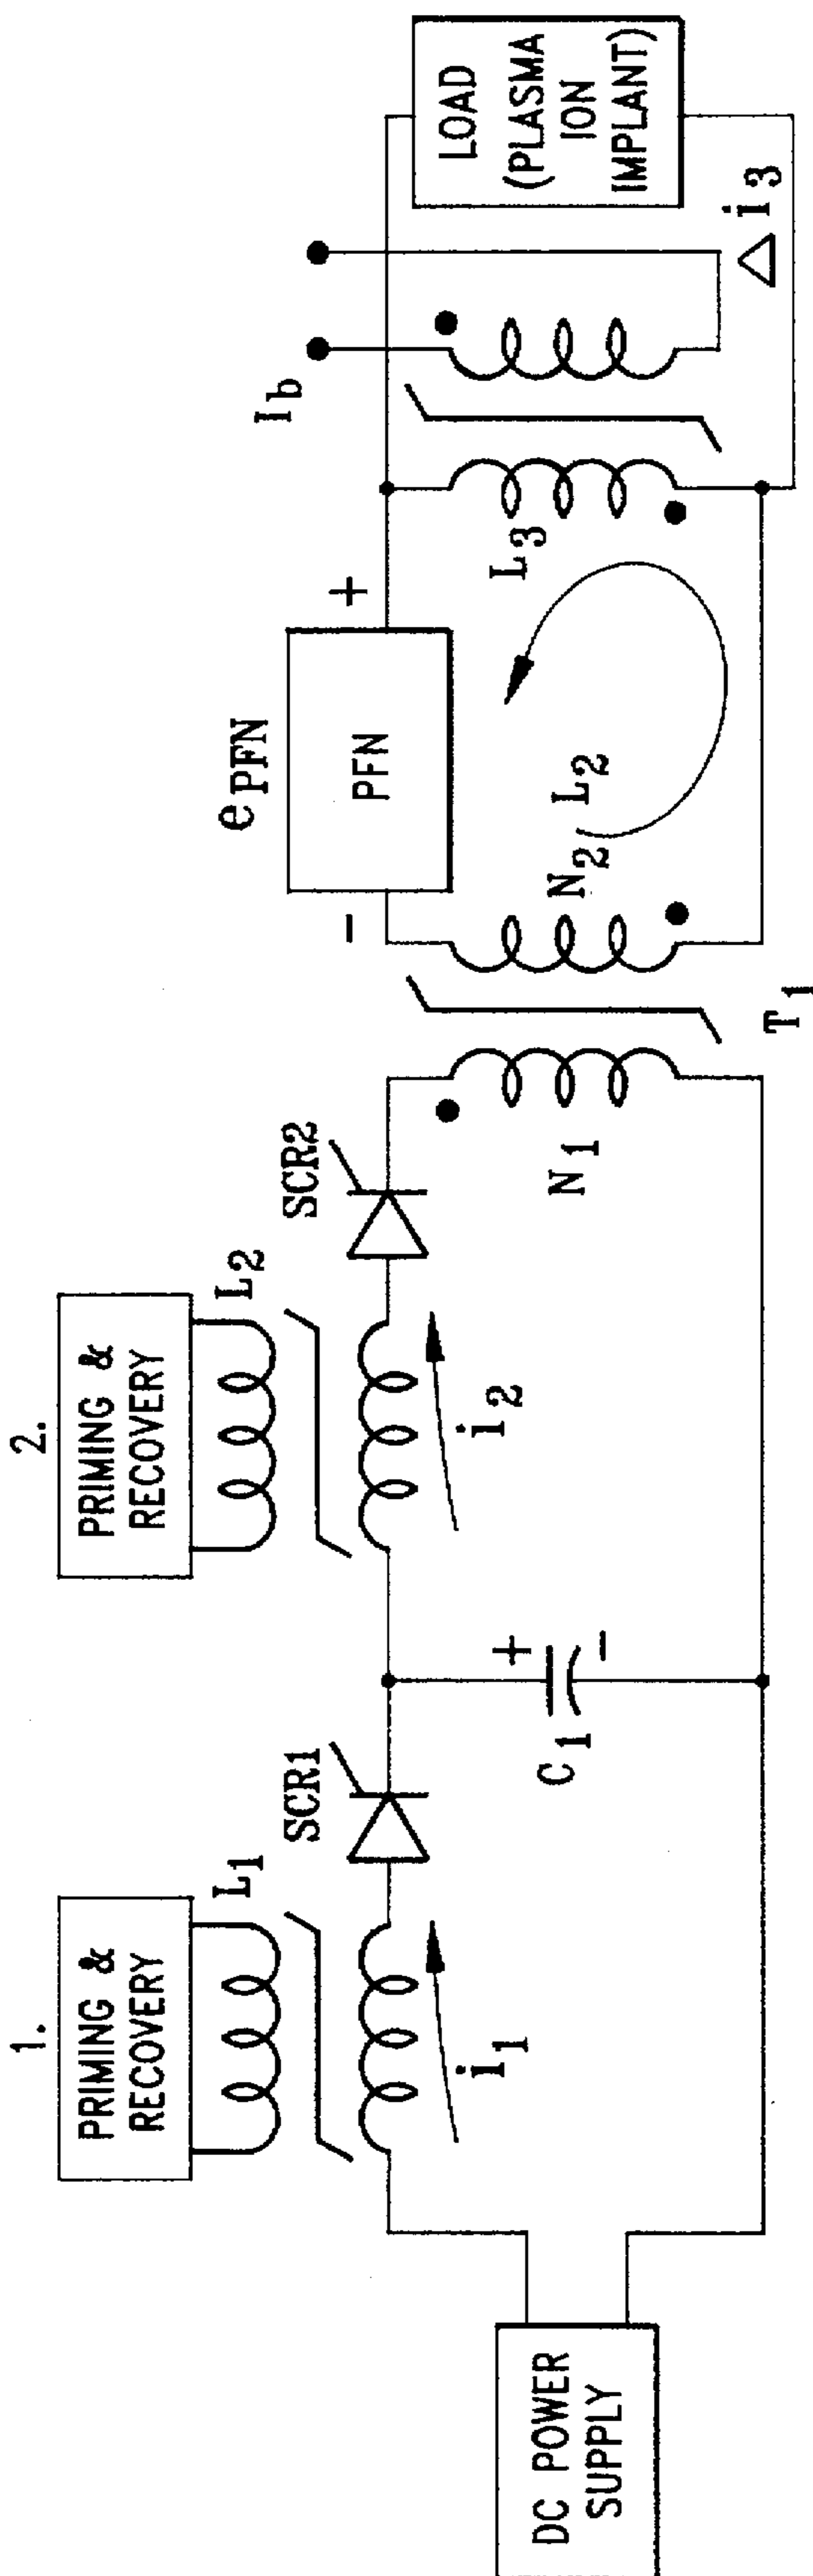 DC POWER
SUPPLY
1.
PRIMING &
RECOVERY
L1
i1
SCR1
C1
+
-
2.
PRIMING &
RECOVERY
L2
i2
SCR2
N1
T1
N2
L2
-
ePFN
PFN
+
L3
Ib
Δi3
LOAD
(PLASMA
ION
IMPLANT)